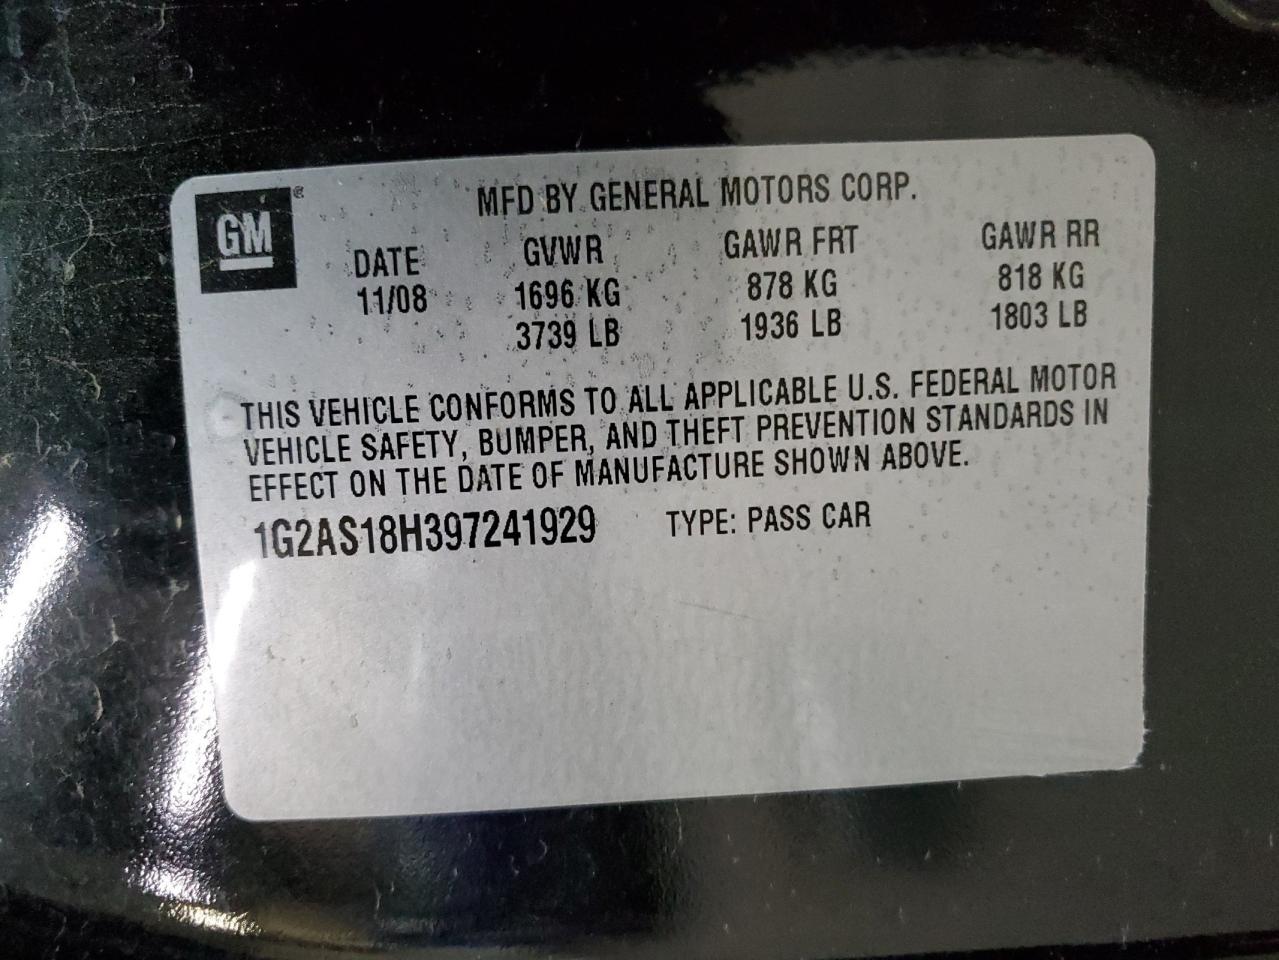 GM ®
MFD BY GENERAL MOTORS CORP.
DATE GVWR GAWR FRT GAWR RR
11/08 1696 KG 878 KG 818 KG
3739 LB 1936 LB 1803 LB
THIS VEHICLE CONFORMS TO ALL APPLICABLE U.S. FEDERAL MOTOR
VEHICLE SAFETY, BUMPER, AND THEFT PREVENTION STANDARDS IN
EFFECT ON THE DATE OF MANUFACTURE SHOWN ABOVE.
1G2AS18H397241929 TYPE: PASS CAR